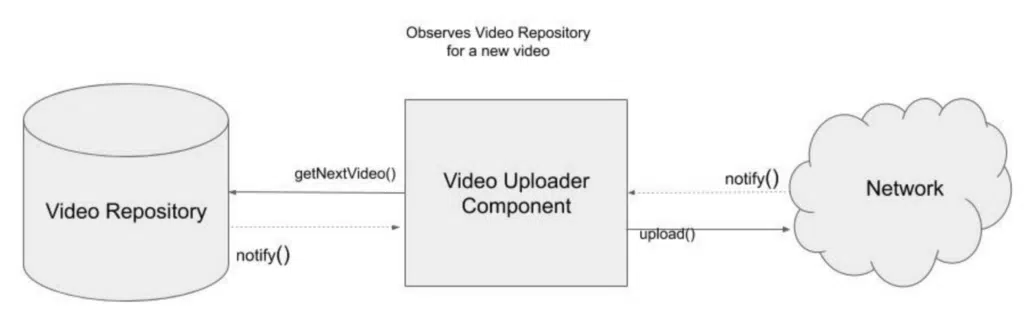 Observes Video Repository
for a new video
getNextVideo()
Video Repository
notify()
Video Uploader
Component
notify()
upload()
Network